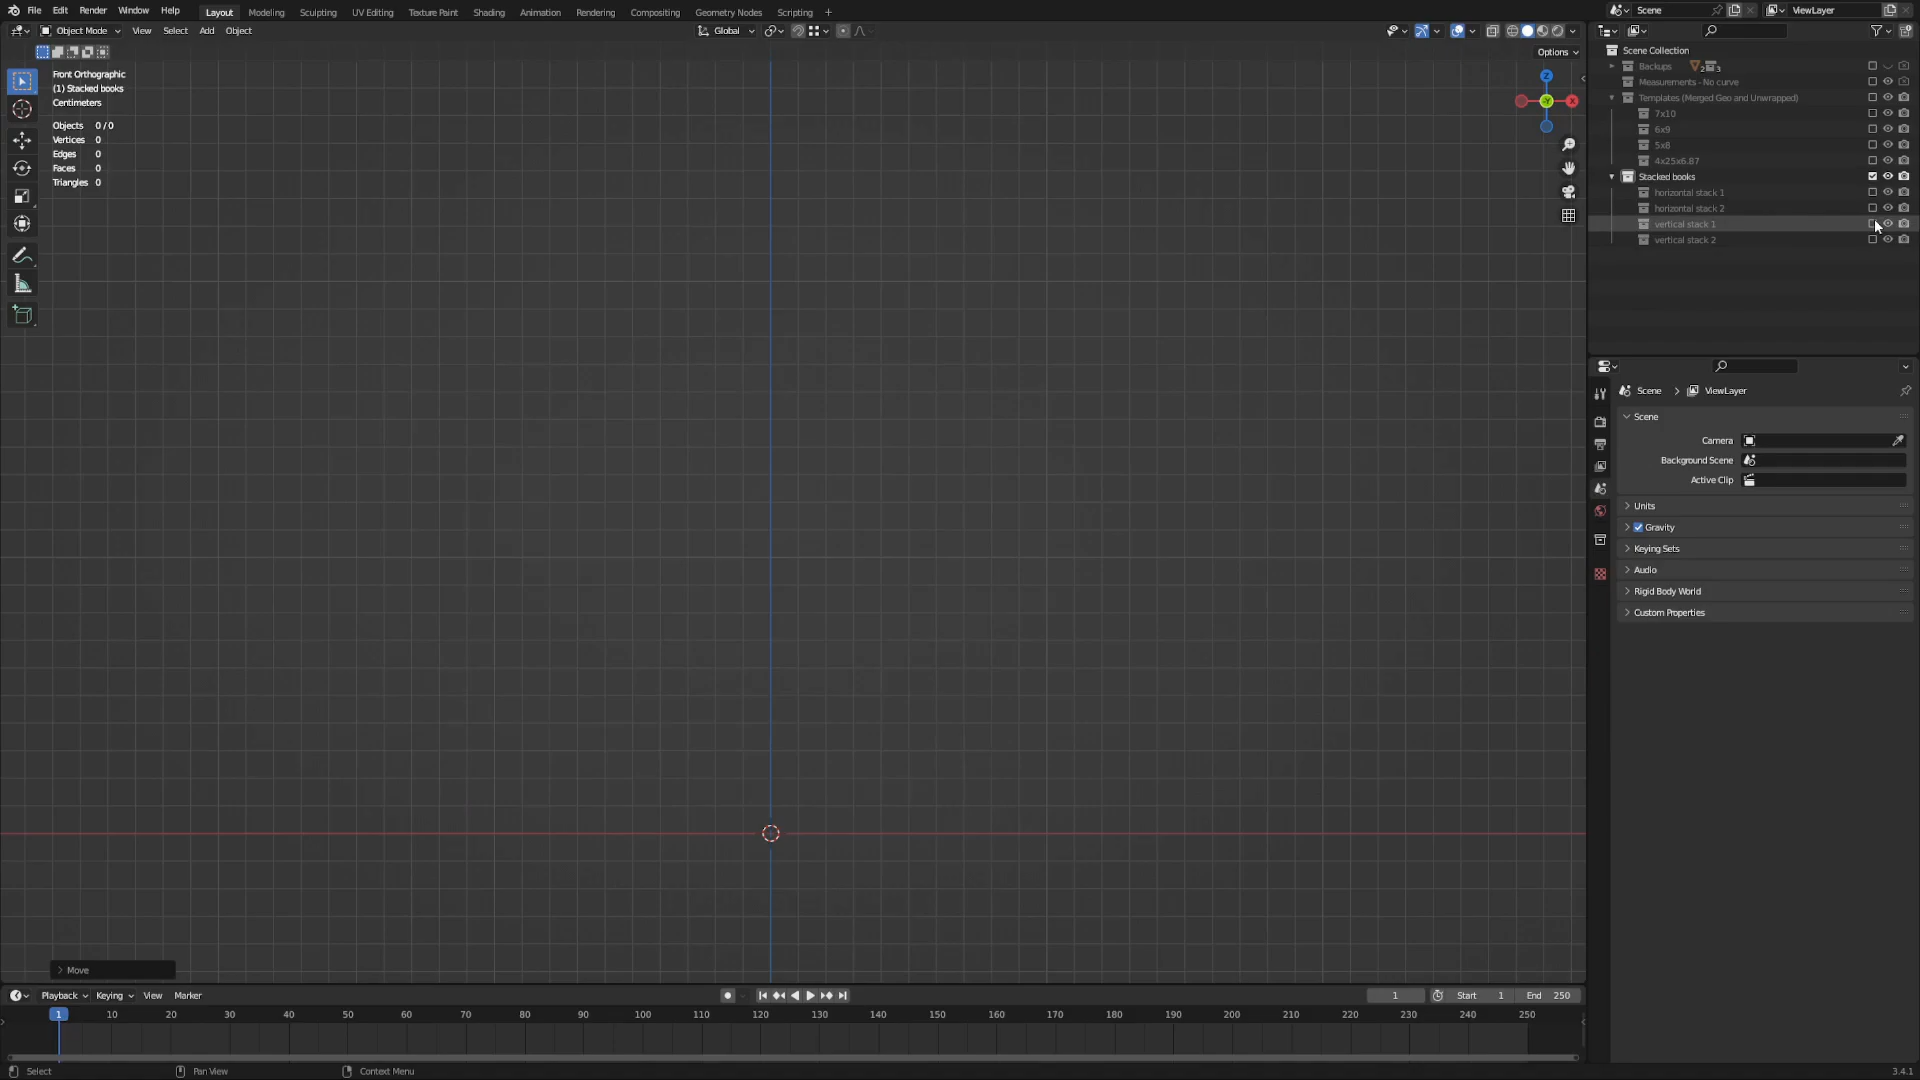 File Edit Render Window Help Layout Modeling Sculpting UV Editing Texture Paint Shading Animation Rendering Compositing Geometry Nodes Scripting + Scene ViewLayer
Object Mode View Select Add Object Global
Options
Front Orthographic
(1) Stacked books
Centimeters
Objects 0 / 0
Vertices 0
Edges 0
Faces 0
Triangles 0
Z
X
Y
Move
Scene Collection
Backups 2 3
Measurements - No curve
Templates (Merged Geo and Unwrapped)
7x10
6x9
5x8
4x25x6.87
Stacked books
horizontal stack 1
horizontal stack 2
vertical stack 1
vertical stack 2
Scene > ViewLayer
Scene
Camera
Background Scene
Active Clip
Units
Gravity
Keying Sets
Audio
Rigid Body World
Custom Properties
Playback Keying View Marker 1 Start 1 End 250
1 10 20 30 40 50 60 70 80 90 100 110 120 130 140 150 160 170 180 190 200 210 220 230 240 250
Select Pan View Context Menu 3.4.1